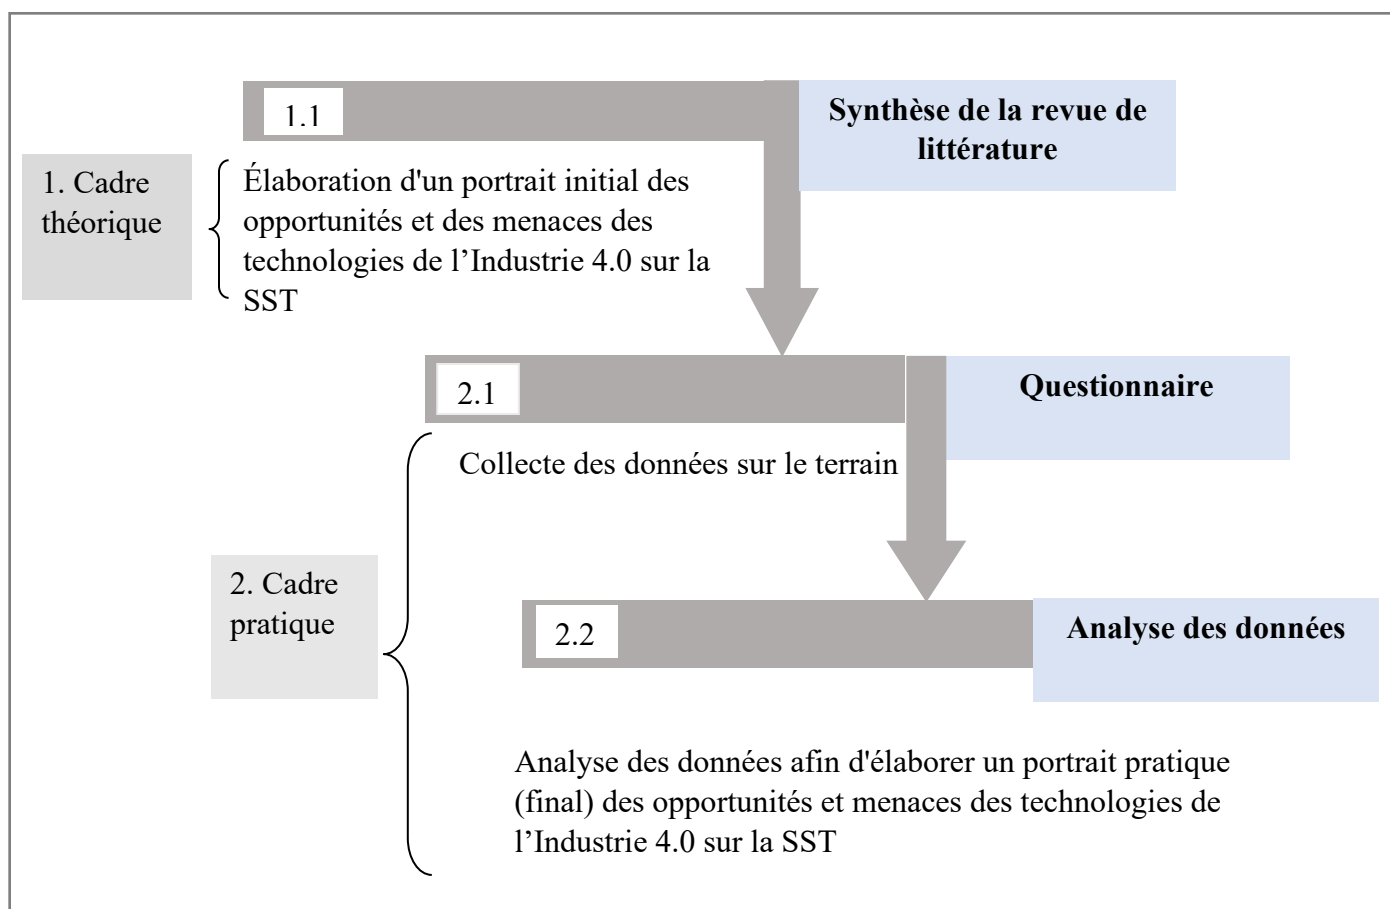 1.1
Synthèse de la revue de
littérature
1. Cadre
théorique
Élaboration d'un portrait initial des
opportunités et des menaces des
technologies de l’Industrie 4.0 sur la
SST
2.1
Questionnaire
Collecte des données sur le terrain
2. Cadre
pratique
2.2
Analyse des données
Analyse des données afin d'élaborer un portrait pratique
(final) des opportunités et menaces des technologies de
l’Industrie 4.0 sur la SST